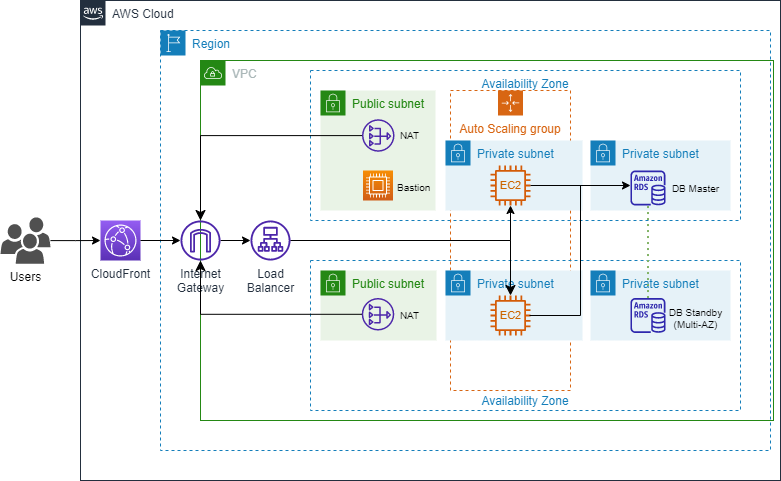 aws
AWS Cloud
Region
VPC
Availability Zone
Public subnet
NAT
Bastion
Auto Scaling group
Private subnet
EC2
Private subnet
Amazon
RDS
DB Master
Users
CloudFront
Internet
Gateway
Load
Balancer
Public subnet
NAT
Private subnet
EC2
Private subnet
Amazon
RDS
DB Standby
(Multi-AZ)
Availability Zone